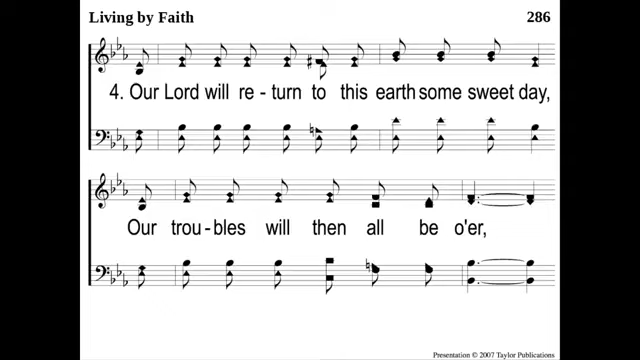 Living by Faith 286
4. Our Lord will re - turn to this earth some sweet day,
Our trou - bles will then all be o'er,
Presentation © 2007 Taylor Publications